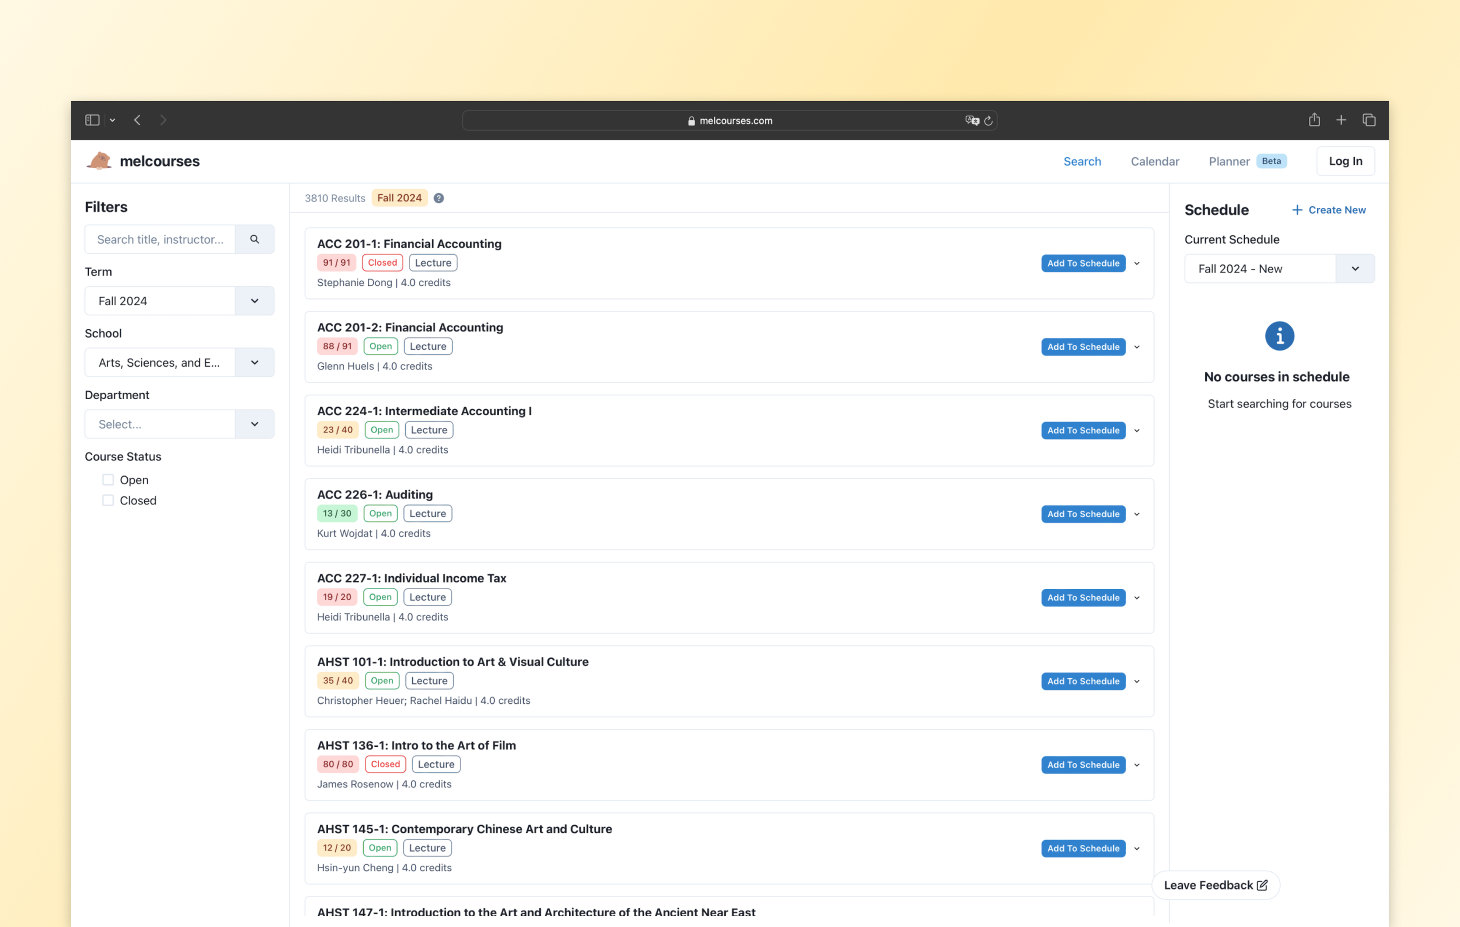 melcourses.com
melcourses
Search
Calendar
Planner Beta
Log In
Filters
Search title, instructor...
Term
Fall 2024
School
Arts, Sciences, and E...
Department
Select...
Course Status
Open
Closed
3810 Results Fall 2024 ?
ACC 201-1: Financial Accounting
91 / 91 Closed Lecture
Stephanie Dong | 4.0 credits
Add To Schedule
ACC 201-2: Financial Accounting
88 / 91 Open Lecture
Glenn Huels | 4.0 credits
Add To Schedule
ACC 224-1: Intermediate Accounting I
23 / 40 Open Lecture
Heidi Tribunella | 4.0 credits
Add To Schedule
ACC 226-1: Auditing
13 / 30 Open Lecture
Kurt Wojdat | 4.0 credits
Add To Schedule
ACC 227-1: Individual Income Tax
19 / 20 Open Lecture
Heidi Tribunella | 4.0 credits
Add To Schedule
AHST 101-1: Introduction to Art & Visual Culture
35 / 40 Open Lecture
Christopher Heuer; Rachel Haidu | 4.0 credits
Add To Schedule
AHST 136-1: Intro to the Art of Film
80 / 80 Closed Lecture
James Rosenow | 4.0 credits
Add To Schedule
AHST 145-1: Contemporary Chinese Art and Culture
12 / 20 Open Lecture
Hsin-yun Cheng | 4.0 credits
Add To Schedule
AHST 147-1: Introduction to the Art and Architecture of the Ancient Near East
Schedule
+ Create New
Current Schedule
Fall 2024 - New
No courses in schedule
Start searching for courses
Leave Feedback